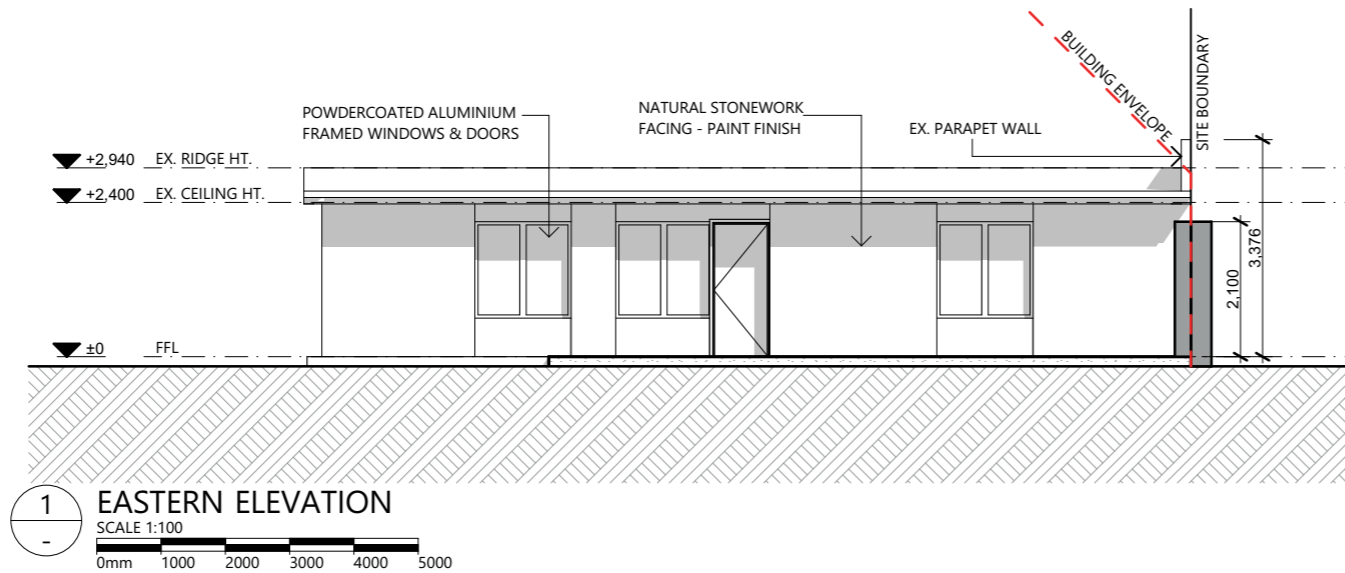 BUILDING ENVELOPE
SITE BOUNDARY
POWDERCOATED ALUMINIUM
FRAMED WINDOWS & DOORS
NATURAL STONEWORK
FACING - PAINT FINISH
EX. PARAPET WALL
+2,940 EX. RIDGE HT.
+2,400 EX. CEILING HT.
3,376
2,100
±0 FFL
1
-
EASTERN ELEVATION
SCALE 1:100
0mm 1000 2000 3000 4000 5000